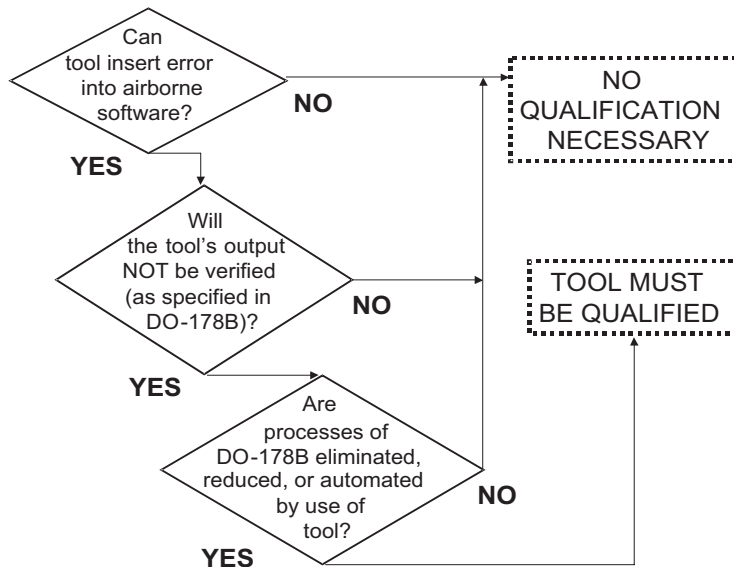 Can
tool insert error
into airborne
software?
NO
YES
NO
QUALIFICATION
NECESSARY
Will
the tool's output
NOT be verified
(as specified in
DO-178B)?
NO
YES
TOOL MUST
BE QUALIFIED
Are
processes of
DO-178B eliminated,
reduced, or automated
by use of
tool?
NO
YES